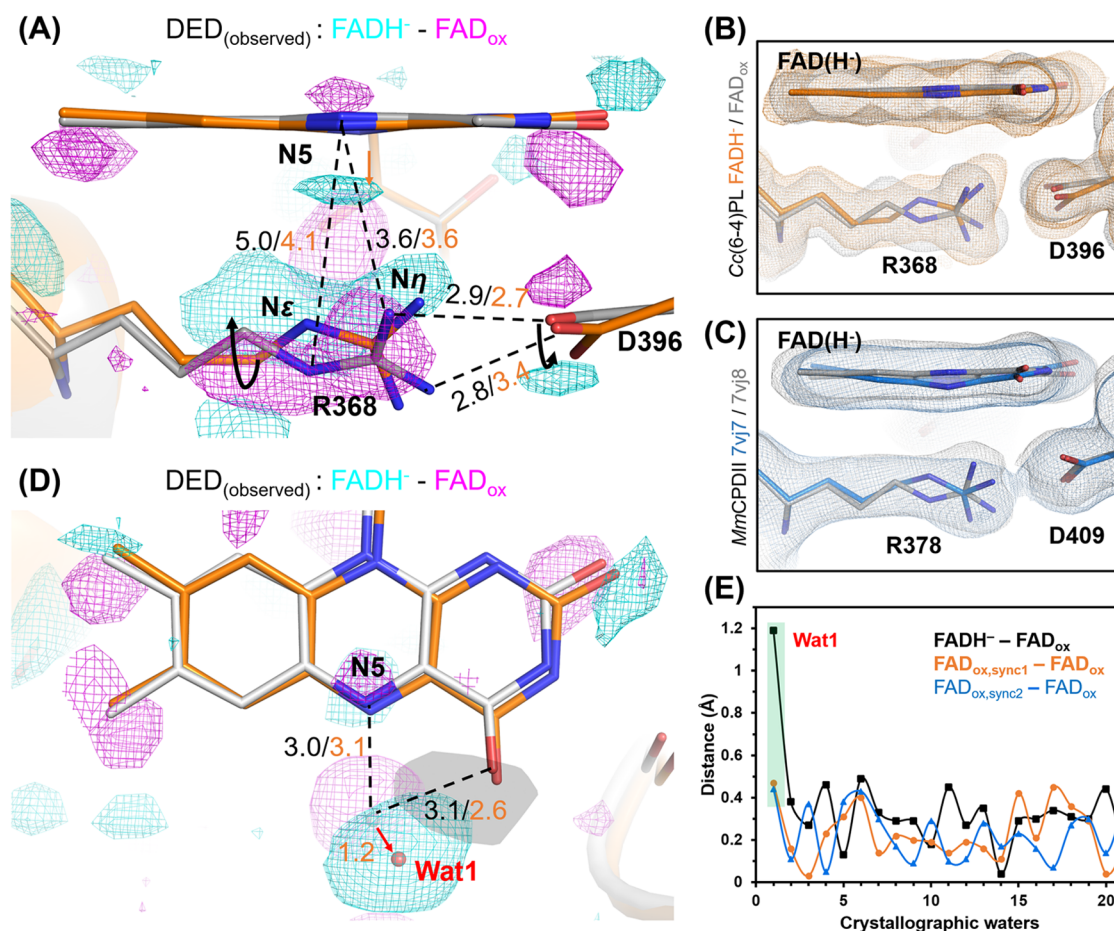 (A)
DED(observed) : FADH⁻ - FADox
N5
5.0/4.1
3.6/3.6
Nε
Nη
2.9/2.7
D396
2.8/3.4
R368
(B)
FAD(H⁻)
Cc(6-4)PL FADH⁻ / FADox
R368
D396
(C)
FAD(H⁻)
MmCPDII 7vj7 / 7vj8
R378
D409
(D)
DED(observed) : FADH⁻ - FADox
N5
3.0/3.1
3.1/2.6
1.2
Wat1
(E)
Wat1
FADH⁻ – FADox
FADox,sync1 – FADox
FADox,sync2 – FADox
Distance (Å)
1.2
1.0
0.8
0.6
0.4
0.2
0
0 5 10 15 20
Crystallographic waters